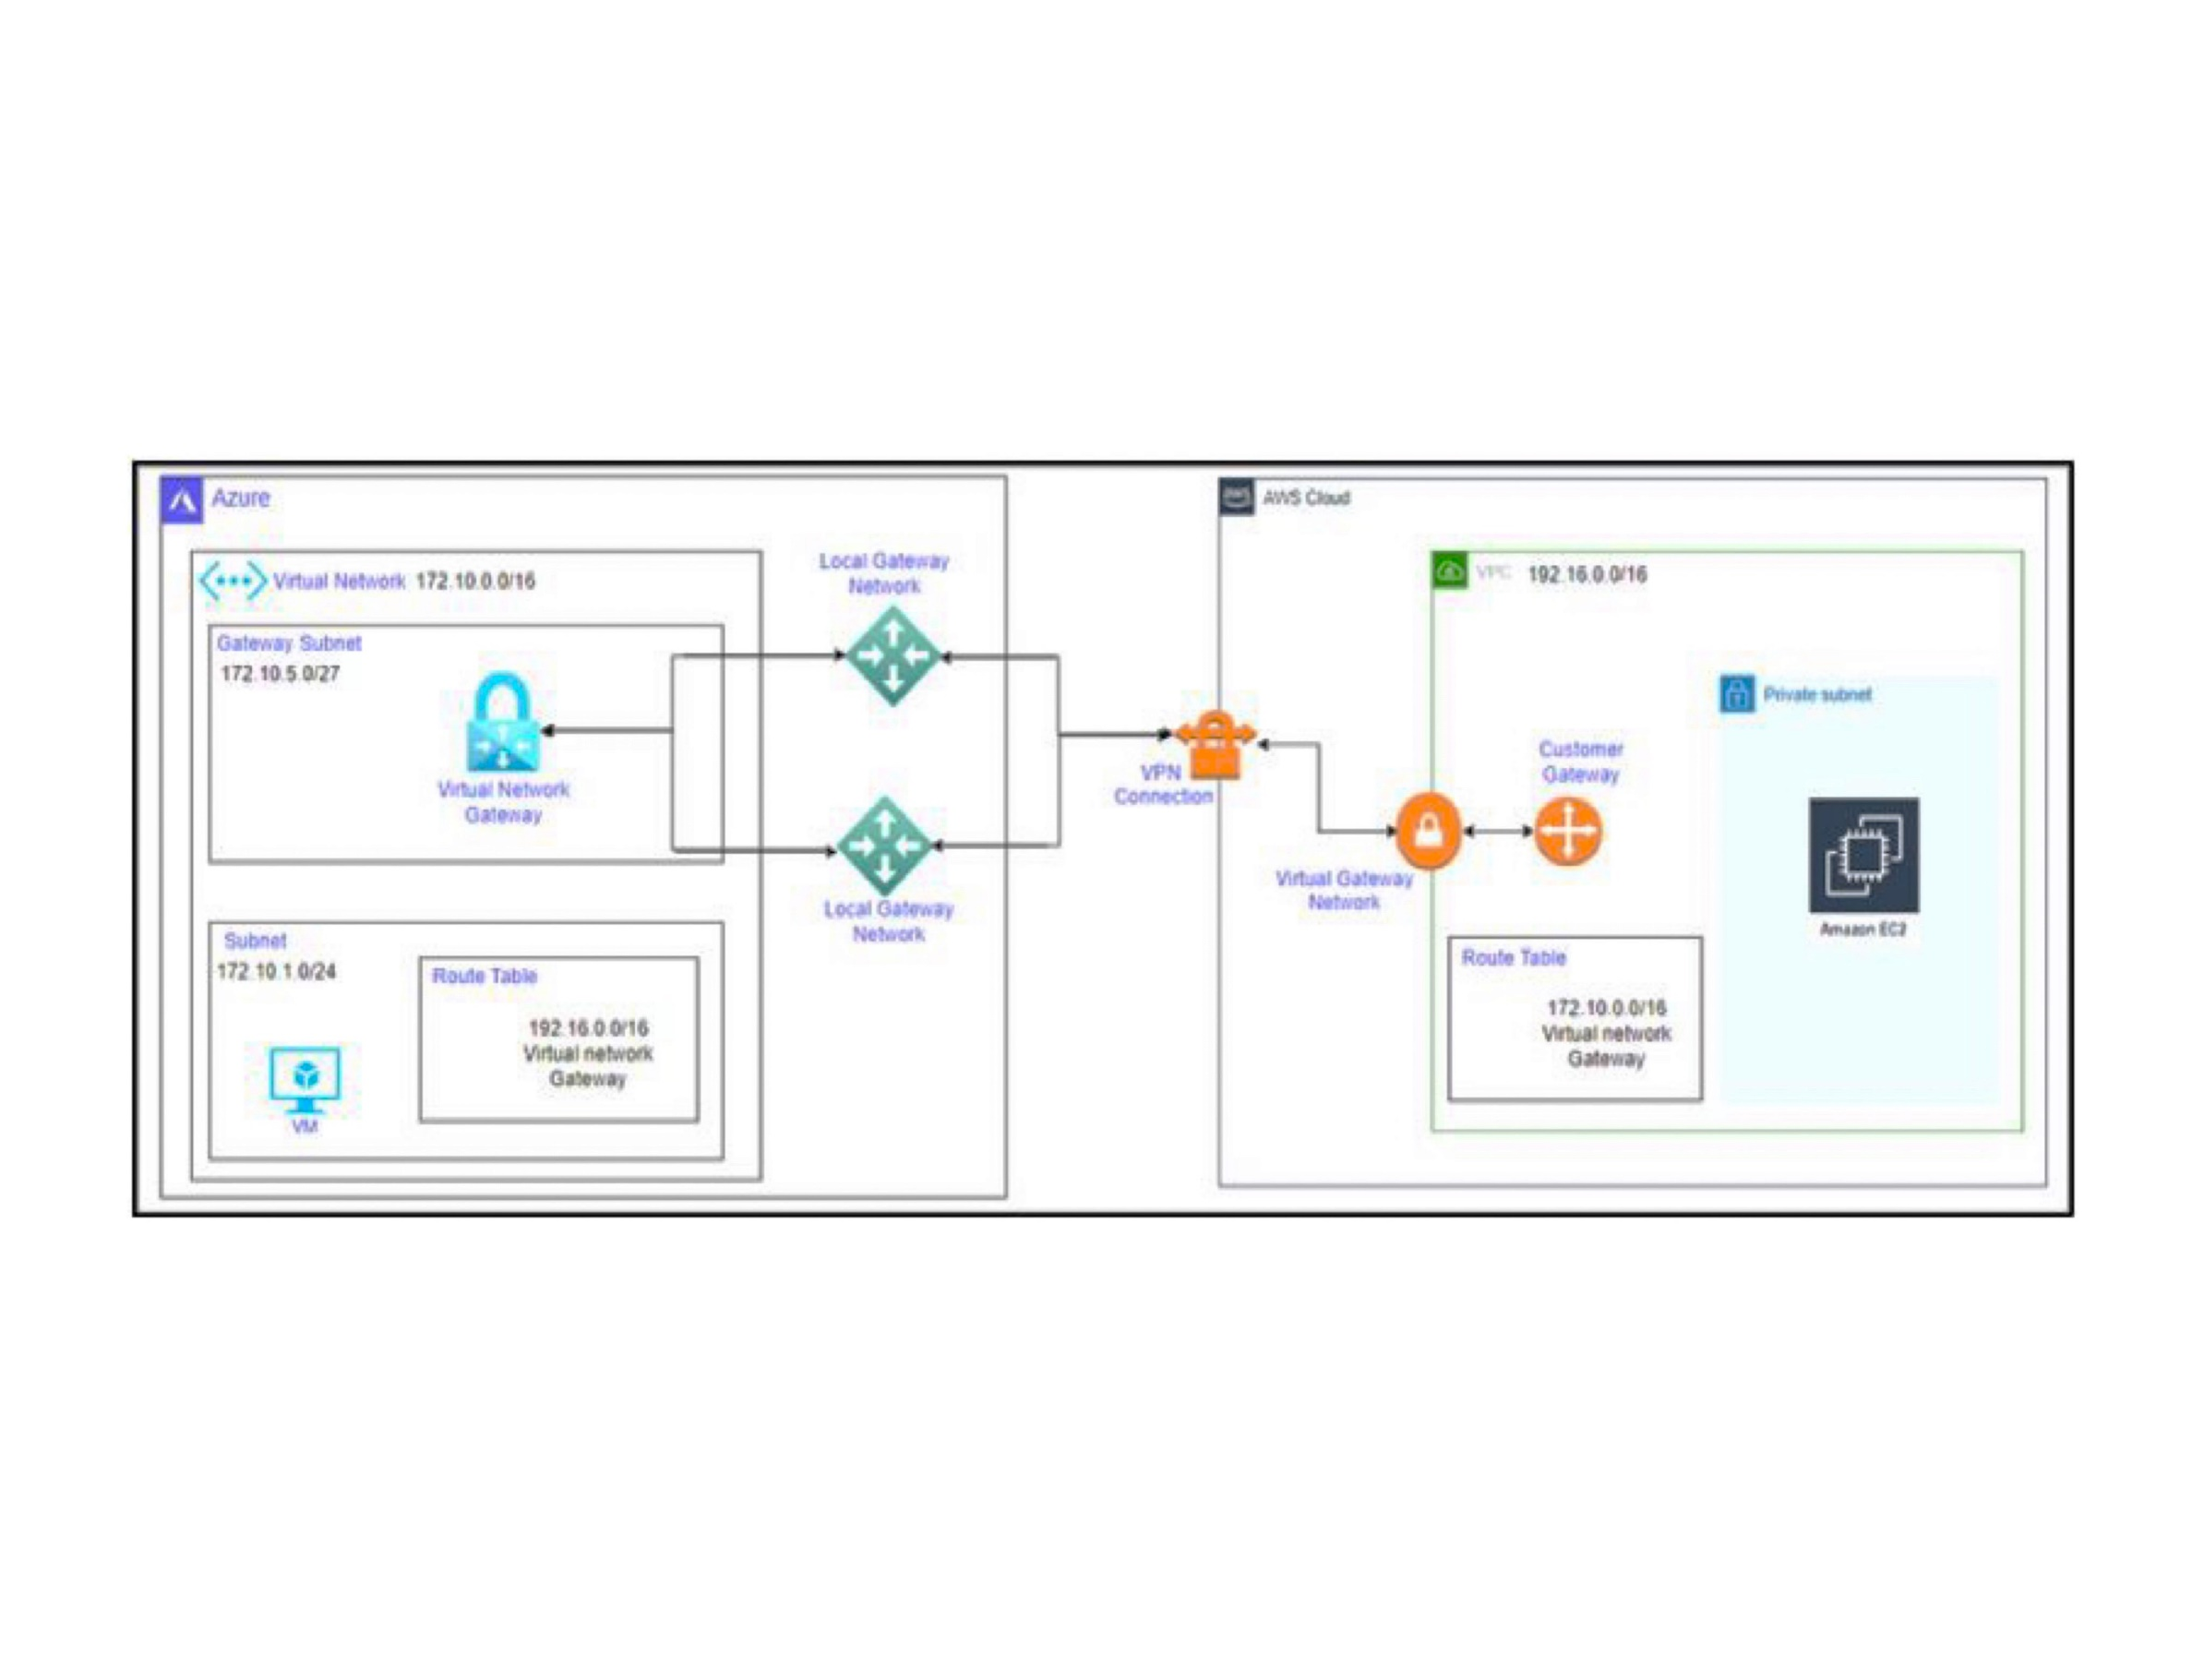 Azure
Virtual Network 172.10.0.0/16
Gateway Subnet
172.10.5.0/27
Virtual Network
Gateway
Subnet
172.10.1.0/24
Route Table
192.16.0.0/16
Virtual network
Gateway
VM
Local Gateway
Network
Local Gateway
Network
VPN
Connection
aws
AWS Cloud
VPC 192.16.0.0/16
Virtual Gateway
Network
Customer
Gateway
Route Table
172.10.0.0/16
Virtual network
Gateway
Private subnet
Amazon EC2